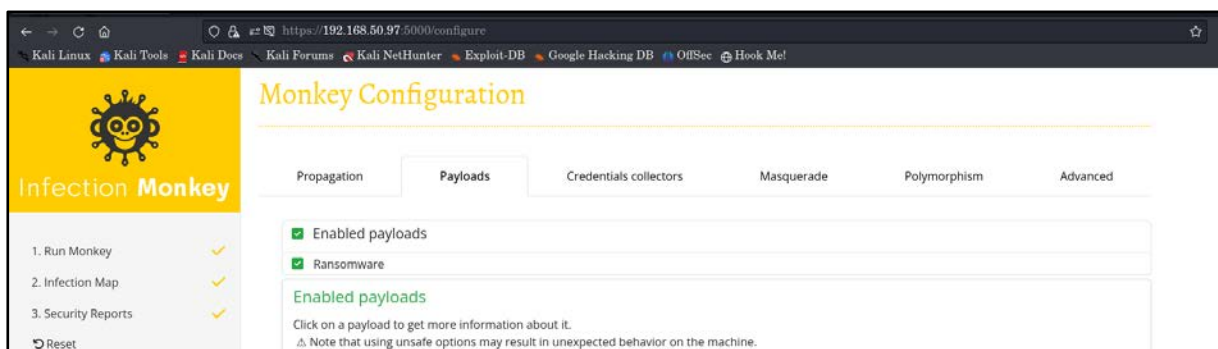 https://192.168.50.97:5000/configure
Kali Linux Kali Tools Kali Docs Kali Forums Kali NetHunter Exploit-DB Google Hacking DB OffSec Hook Me!
Monkey Configuration
Infection Monkey
Propagation Payloads Credentials collectors Masquerade Polymorphism Advanced
Enabled payloads
Ransomware
1. Run Monkey
2. Infection Map
3. Security Reports
Reset
Enabled payloads
Click on a payload to get more information about it.
⚠ Note that using unsafe options may result in unexpected behavior on the machine.